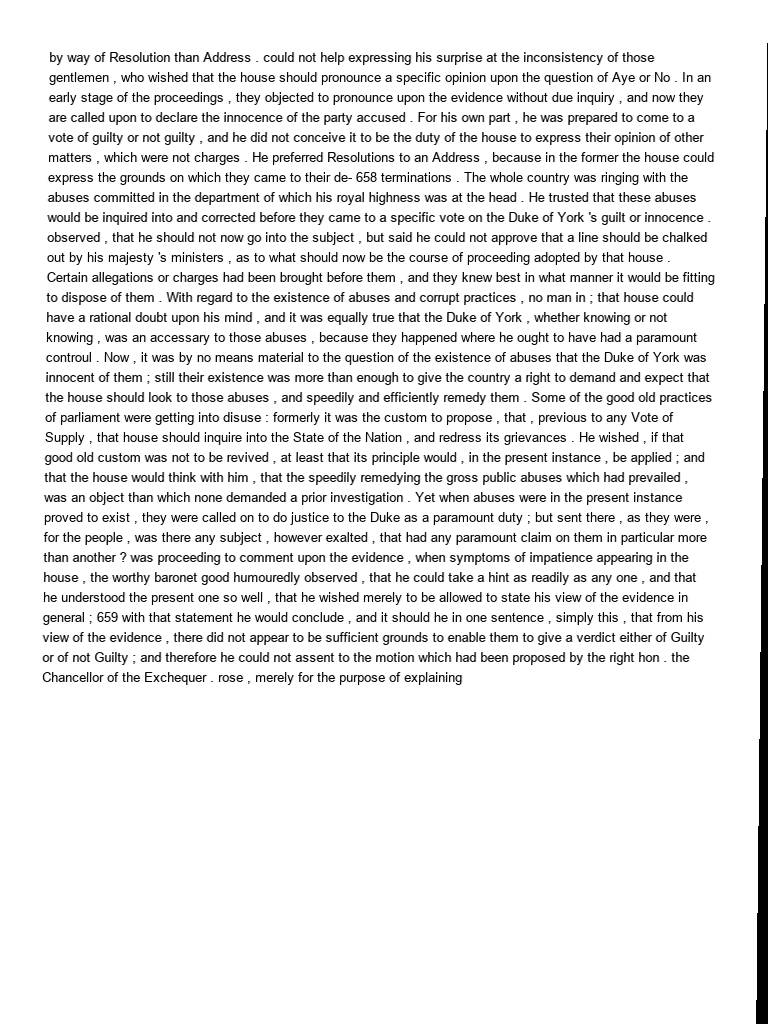 by way of Resolution than Address . could not help expressing his surprise at the inconsistency of those
gentlemen , who wished that the house should pronounce a specific opinion upon the question of Aye or No . In an
early stage of the proceedings , they objected to pronounce upon the evidence without due inquiry , and now they
are called upon to declare the innocence of the party accused . For his own part , he was prepared to come to a
vote of guilty or not guilty , and he did not conceive it to be the duty of the house to express their opinion of other
matters , which were not charges . He preferred Resolutions to an Address , because in the former the house could
express the grounds on which they came to their de- 658 terminations . The whole country was ringing with the
abuses committed in the department of which his royal highness was at the head . He trusted that these abuses
would be inquired into and corrected before they came to a specific vote on the Duke of York 's guilt or innocence .
observed , that he should not now go into the subject , but said he could not approve that a line should be chalked
out by his majesty 's ministers , as to what should now be the course of proceeding adopted by that house .
Certain allegations or charges had been brought before them , and they knew best in what manner it would be fitting
to dispose of them . With regard to the existence of abuses and corrupt practices , no man in ; that house could
have a rational doubt upon his mind , and it was equally true that the Duke of York , whether knowing or not
knowing , was an accessary to those abuses , because they happened where he ought to have had a paramount
controul . Now , it was by no means material to the question of the existence of abuses that the Duke of York was
innocent of them ; still their existence was more than enough to give the country a right to demand and expect that
the house should look to those abuses , and speedily and efficiently remedy them . Some of the good old practices
of parliament were getting into disuse : formerly it was the custom to propose , that , previous to any Vote of
Supply , that house should inquire into the State of the Nation , and redress its grievances . He wished , if that
good old custom was not to be revived , at least that its principle would , in the present instance , be applied ; and
that the house would think with him , that the speedily remedying the gross public abuses which had prevailed ,
was an object than which none demanded a prior investigation . Yet when abuses were in the present instance
proved to exist , they were called on to do justice to the Duke as a paramount duty ; but sent there , as they were ,
for the people , was there any subject , however exalted , that had any paramount claim on them in particular more
than another ? was proceeding to comment upon the evidence , when symptoms of impatience appearing in the
house , the worthy baronet good humouredly observed , that he could take a hint as readily as any one , and that
he understood the present one so well , that he wished merely to be allowed to state his view of the evidence in
general ; 659 with that statement he would conclude , and it should he in one sentence , simply this , that from his
view of the evidence , there did not appear to be sufficient grounds to enable them to give a verdict either of Guilty
or of not Guilty ; and therefore he could not assent to the motion which had been proposed by the right hon . the
Chancellor of the Exchequer . rose , merely for the purpose of explaining